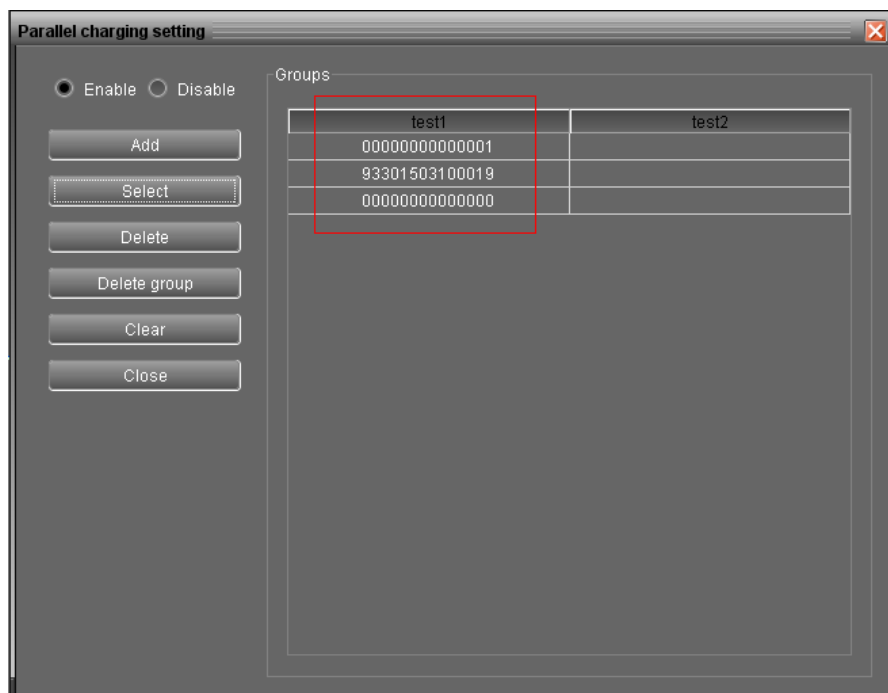 Parallel charging setting
Enable Disable
Add
Select
Delete
Delete group
Clear
Close
Groups
test1 test2
00000000000001
93301503100019
00000000000000